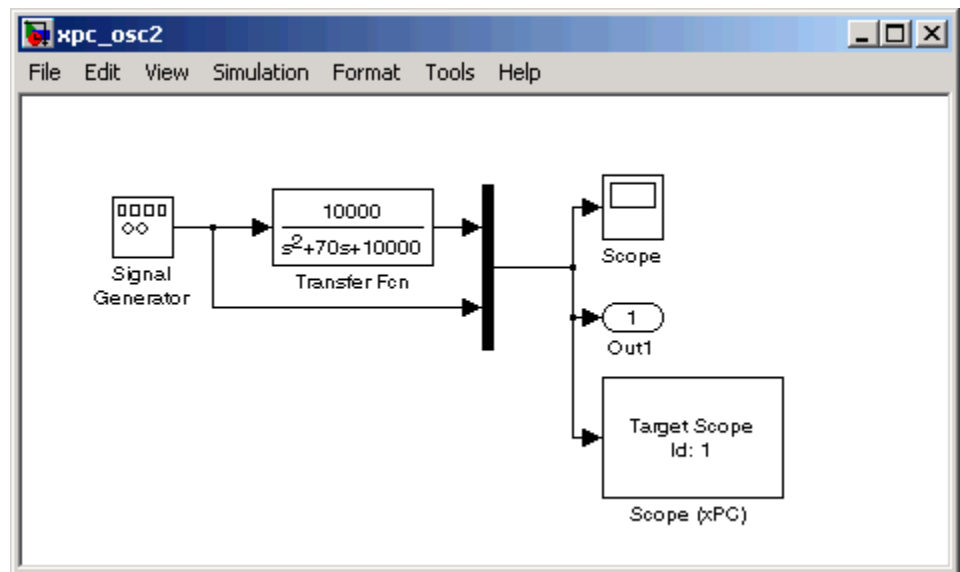 xpc_osc2
File Edit View Simulation Format Tools Help
Signal
Generator
10000
s²+70s+10000
Transfer Fcn
Scope
1
Out1
Target Scope
Id: 1
Scope (xPC)